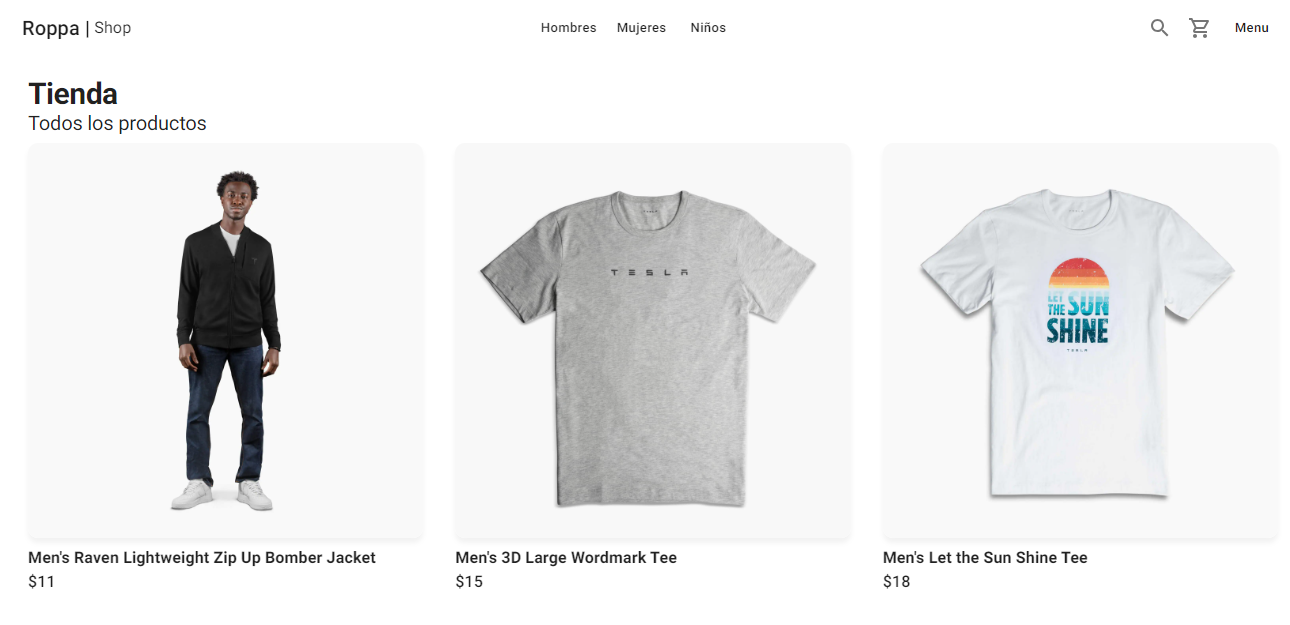 Roppa | Shop
Hombres Mujeres Niños
Menu
Tienda
Todos los productos
TESLA
LET
THE SUN
SHINE
TESLA
Men's Raven Lightweight Zip Up Bomber Jacket
$11
Men's 3D Large Wordmark Tee
$15
Men's Let the Sun Shine Tee
$18